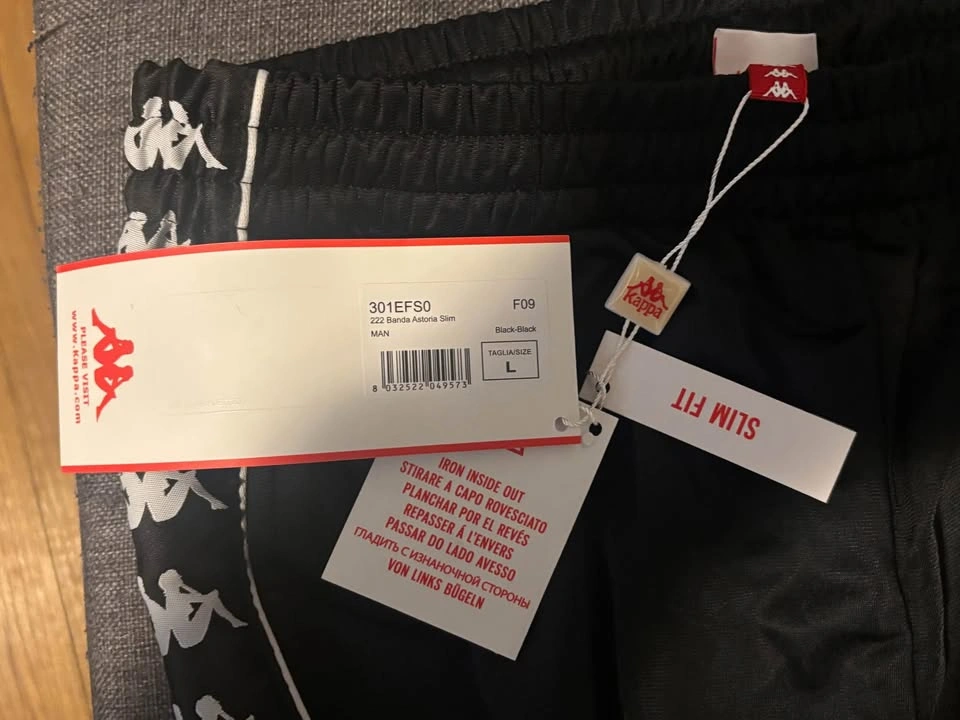 301EFS0
F09
222 Banda Astoria Slim
MAN
Black-Black
TAGLIA/SIZE
L
8 032522 049573
PLEASE VISIT
www.Kappa.com
Kappa
SLIM FIT
IRON INSIDE OUT
STIRARE A CAPO ROVESCIATO
PLANCHAR POR EL REVÉS
REPASSER Á L'ENVERS
PASSAR DO LADO AVESSO
ГЛАДИТЬ С ИЗНАНОЧНОЙ СТОРОНЫ
VON LINKS BÜGELN